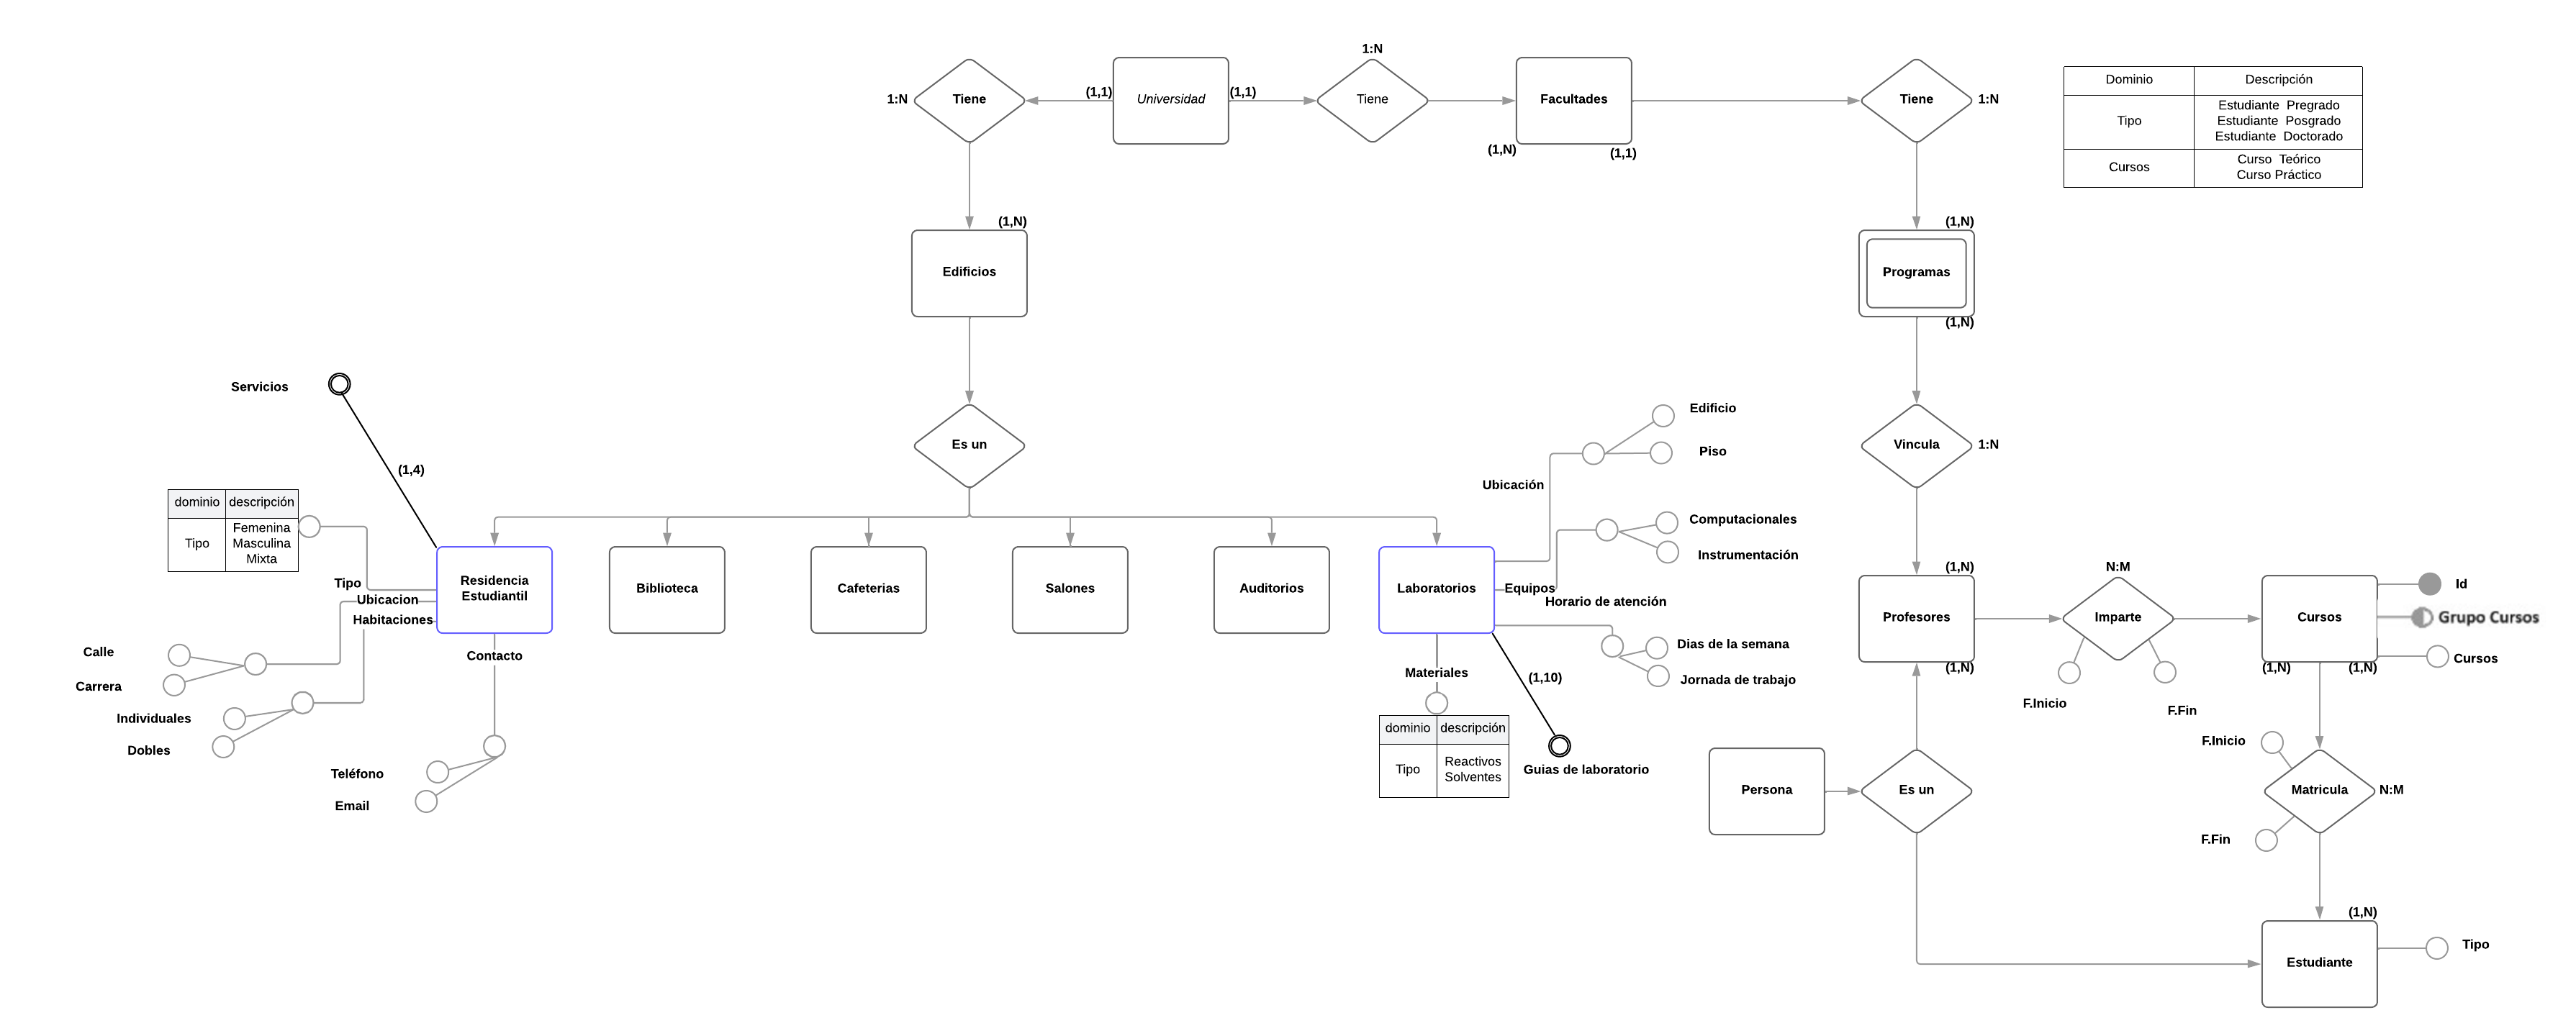 1:N
1:N
Tiene
(1,1)
Universidad
(1,1)
Tiene
Facultades
(1,N)
(1,1)
Tiene
1:N
Dominio
Descripción
Tipo
Estudiante Pregrado
Estudiante Posgrado
Estudiante Doctorado
Cursos
Curso Teórico
Curso Práctico
(1,N)
Edificios
(1,N)
Programas
(1,N)
Servicios
(1,4)
Es un
Vincula
1:N
Edificio
Piso
Ubicación
Computacionales
Instrumentación
Equipos
Horario de atención
dominio
descripción
Tipo
Femenina
Masculina
Mixta
Tipo
Ubicacion
Habitaciones
Residencia
Estudiantil
Biblioteca
Cafeterias
Salones
Auditorios
Laboratorios
(1,N)
Profesores
(1,N)
N:M
Imparte
F.Inicio
F.Fin
Cursos
(1,N)
(1,N)
Id
Grupo Cursos
Cursos
Calle
Carrera
Individuales
Dobles
Contacto
Teléfono
Email
Materiales
(1,10)
Dias de la semana
Jornada de trabajo
dominio
descripción
Tipo
Reactivos
Solventes
Guias de laboratorio
Persona
Es un
F.Inicio
Matricula
N:M
F.Fin
(1,N)
Estudiante
Tipo